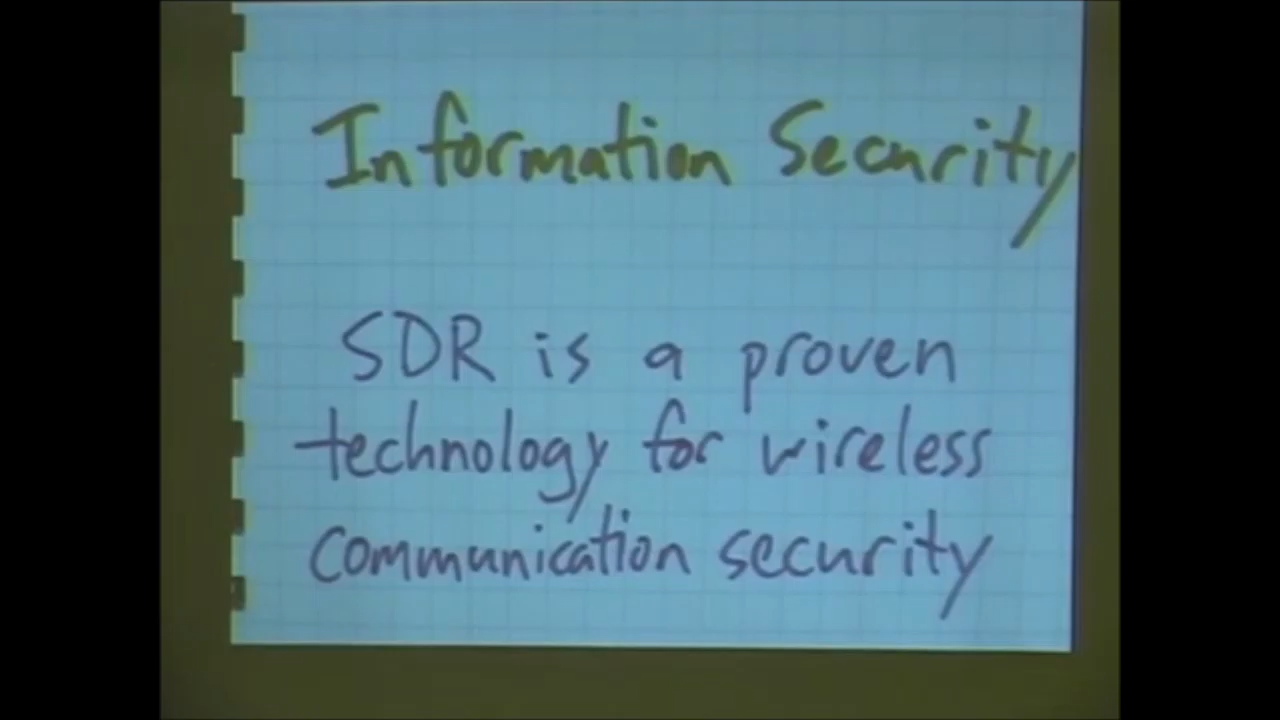 Information Security
SDR is a proven
technology for wireless
communication security